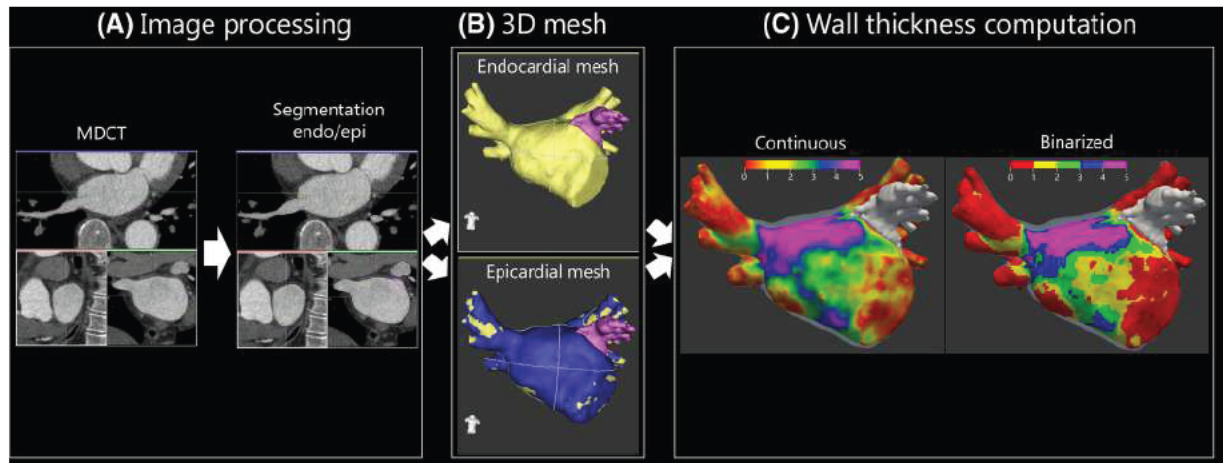 (A) Image processing
(B) 3D mesh
(C) Wall thickness computation
MDCT
Segmentation
endo/epi
Endocardial mesh
Epicardial mesh
Continuous
0 1 2 3 4 5
Binarized
0 1 2 3 4 5